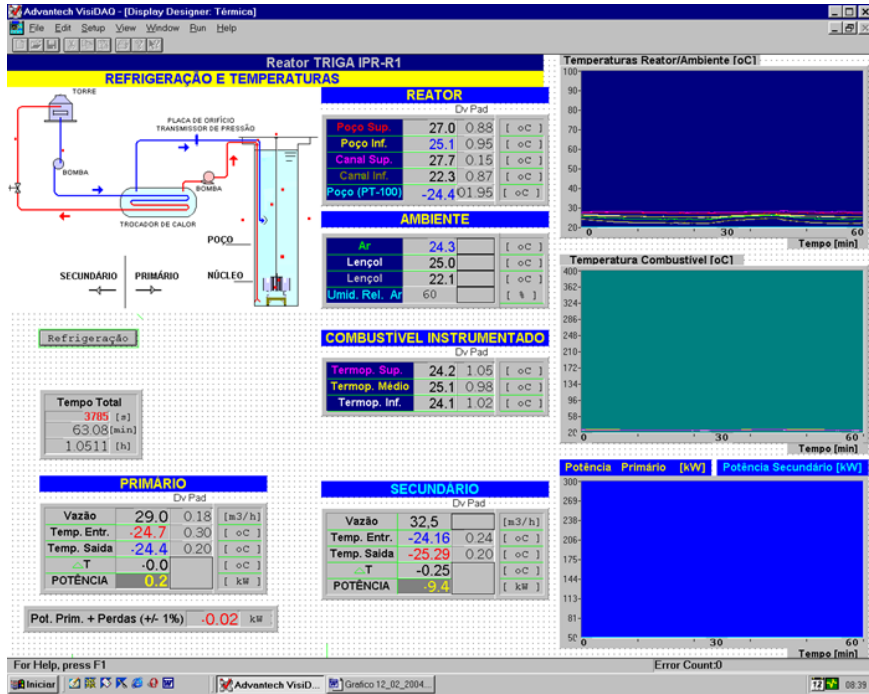 Advantech VisiDAQ - [Display Designer: Térmica]
File Edit Setup View Window Run Help
Reator TRIGA IPR-R1
REFRIGERAÇÃO E TEMPERATURAS
TORRE
PLACA DE ORIFÍCIO
TRANSMISSOR DE PRESSÃO
BOMBA
BOMBA
TROCADOR DE CALOR
POÇO
SECUNDÁRIO PRIMÁRIO NÚCLEO
REATOR
Dv Pad
Poço Sup. 27.0 0.88 [ oC ]
Poço Inf. 25.1 0.95 [ oC ]
Canal Sup. 27.7 0.15 [ oC ]
Canal Inf. 22.3 0.87 [ oC ]
Poço (PT-100) -24.4 01.95 [ oC ]
AMBIENTE
Ar 24.3 [ oC ]
Lençol 25.0 [ oC ]
Lençol 22.1 [ oC ]
Umid. Rel. Ar 60 [ % ]
Refrigeração
COMBUSTÍVEL INSTRUMENTADO
Dv Pad
Termop. Sup. 24.2 1.05 [ oC ]
Termop. Médio 25.1 0.98 [ oC ]
Termop. Inf. 24.1 1.02 [ oC ]
Tempo Total
3785 [s]
63.08 [min]
1.0511 [h]
PRIMÁRIO
Dv Pad
Vazão 29.0 0.18 [m3/h]
Temp. Entr. -24.7 0.30 [ oC ]
Temp. Saida -24.4 0.20 [ oC ]
△T -0.0 [ oC ]
POTÊNCIA 0.2 [ kW ]
Pot. Prim. + Perdas (+/- 1%) -0.02 kW
SECUNDÁRIO
Dv Pad
Vazão 32,5 [m3/h]
Temp. Entr. -24.16 0.24 [ oC ]
Temp. Saida -25.29 0.20 [ oC ]
△T -0.25 [ oC ]
POTÊNCIA -9.4 [ kW ]
Temperaturas Reator/Ambiente [oC]
100
90
80
70
60
50
40
30
20
0 30 60
Tempo [min]
Temperatura Combustível [oC]
400
362
324
286
248
210
172
134
96
58
20
0 30 60
Tempo [min]
Potência Primário [kW] Potência Secundário [kW]
300
269
238
206
175
144
113
81
50
0 30 60
Tempo [min]
For Help, press F1 Error Count:0
Iniciar Advantech VisiD... Grafico 12_02_2004... 08:39